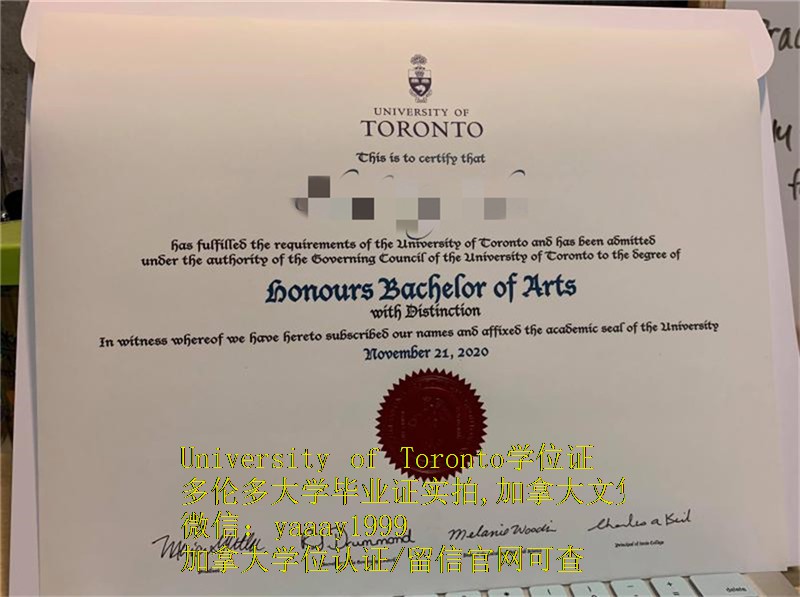 UNIVERSITY OF
TORONTO
This is to certify that
has fulfilled the requirements of the University of Toronto and has been admitted
under the authority of the Governing Council of the University of Toronto to the degree of
Honours Bachelor of Arts
with Distinction
In witness whereof we have hereto subscribed our names and affixed the academic seal of the University
November 21, 2020
University of Toronto学位证
多伦多大学毕业证实拍,加拿大文
微信：yaaay1999
加拿大学位认证/留信官网可查
Melanie Woodin
Charles a Keil
delete